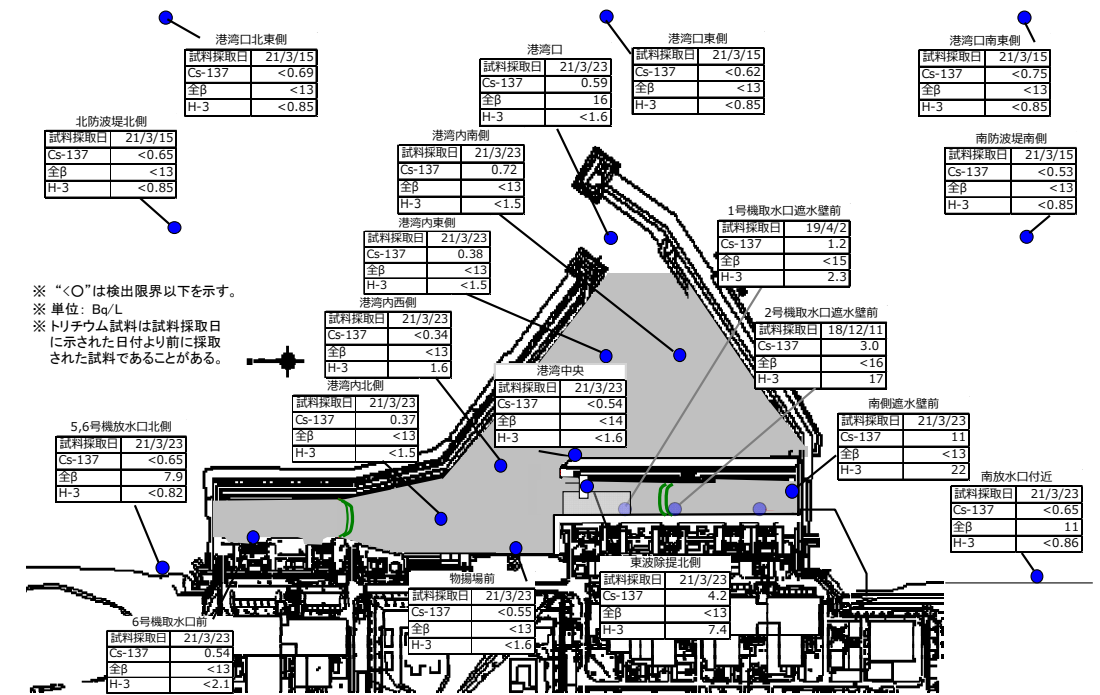 港湾口北東側
試料採取日 21/3/15
Cs-137 <0.69
全β <13
H-3 <0.85
港湾口
試料採取日 21/3/23
Cs-137 0.59
全β 16
H-3 <1.6
港湾口東側
試料採取日 21/3/15
Cs-137 <0.62
全β <13
H-3 <0.85
港湾口南東側
試料採取日 21/3/15
Cs-137 <0.75
全β <13
H-3 <0.85
北防波堤北側
試料採取日 21/3/15
Cs-137 <0.65
全β <13
H-3 <0.85
港湾内南側
試料採取日 21/3/23
Cs-137 0.72
全β <13
H-3 <1.5
南防波堤南側
試料採取日 21/3/15
Cs-137 <0.53
全β <13
H-3 <0.85
港湾内東側
試料採取日 21/3/23
Cs-137 0.38
全β <13
H-3 <1.5
1号機取水口遮水壁前
試料採取日 19/4/2
Cs-137 1.2
全β <15
H-3 2.3
※ “<〇”は検出限界以下を示す。
※ 単位: Bq/L
※ トリチウム試料は試料採取日
に示された日付より前に採取
された試料であることがある。
港湾内西側
試料採取日 21/3/23
Cs-137 <0.34
全β <13
H-3 1.6
2号機取水口遮水壁前
試料採取日 18/12/11
Cs-137 3.0
全β <16
H-3 17
港湾内北側
試料採取日 21/3/23
Cs-137 0.37
全β <13
H-3 <1.5
港湾中央
試料採取日 21/3/23
Cs-137 <0.54
全β <14
H-3 <1.6
南側遮水壁前
試料採取日 21/3/23
Cs-137 11
全β <13
H-3 22
5,6号機放水口北側
試料採取日 21/3/23
Cs-137 <0.65
全β 7.9
H-3 <0.82
南放水口付近
試料採取日 21/3/23
Cs-137 <0.65
全β 11
H-3 <0.86
物揚場前
試料採取日 21/3/23
Cs-137 <0.55
全β <13
H-3 <1.6
東波除提北側
試料採取日 21/3/23
Cs-137 4.2
全β <13
H-3 7.4
6号機取水口前
試料採取日 21/3/23
Cs-137 0.54
全β <13
H-3 <2.1